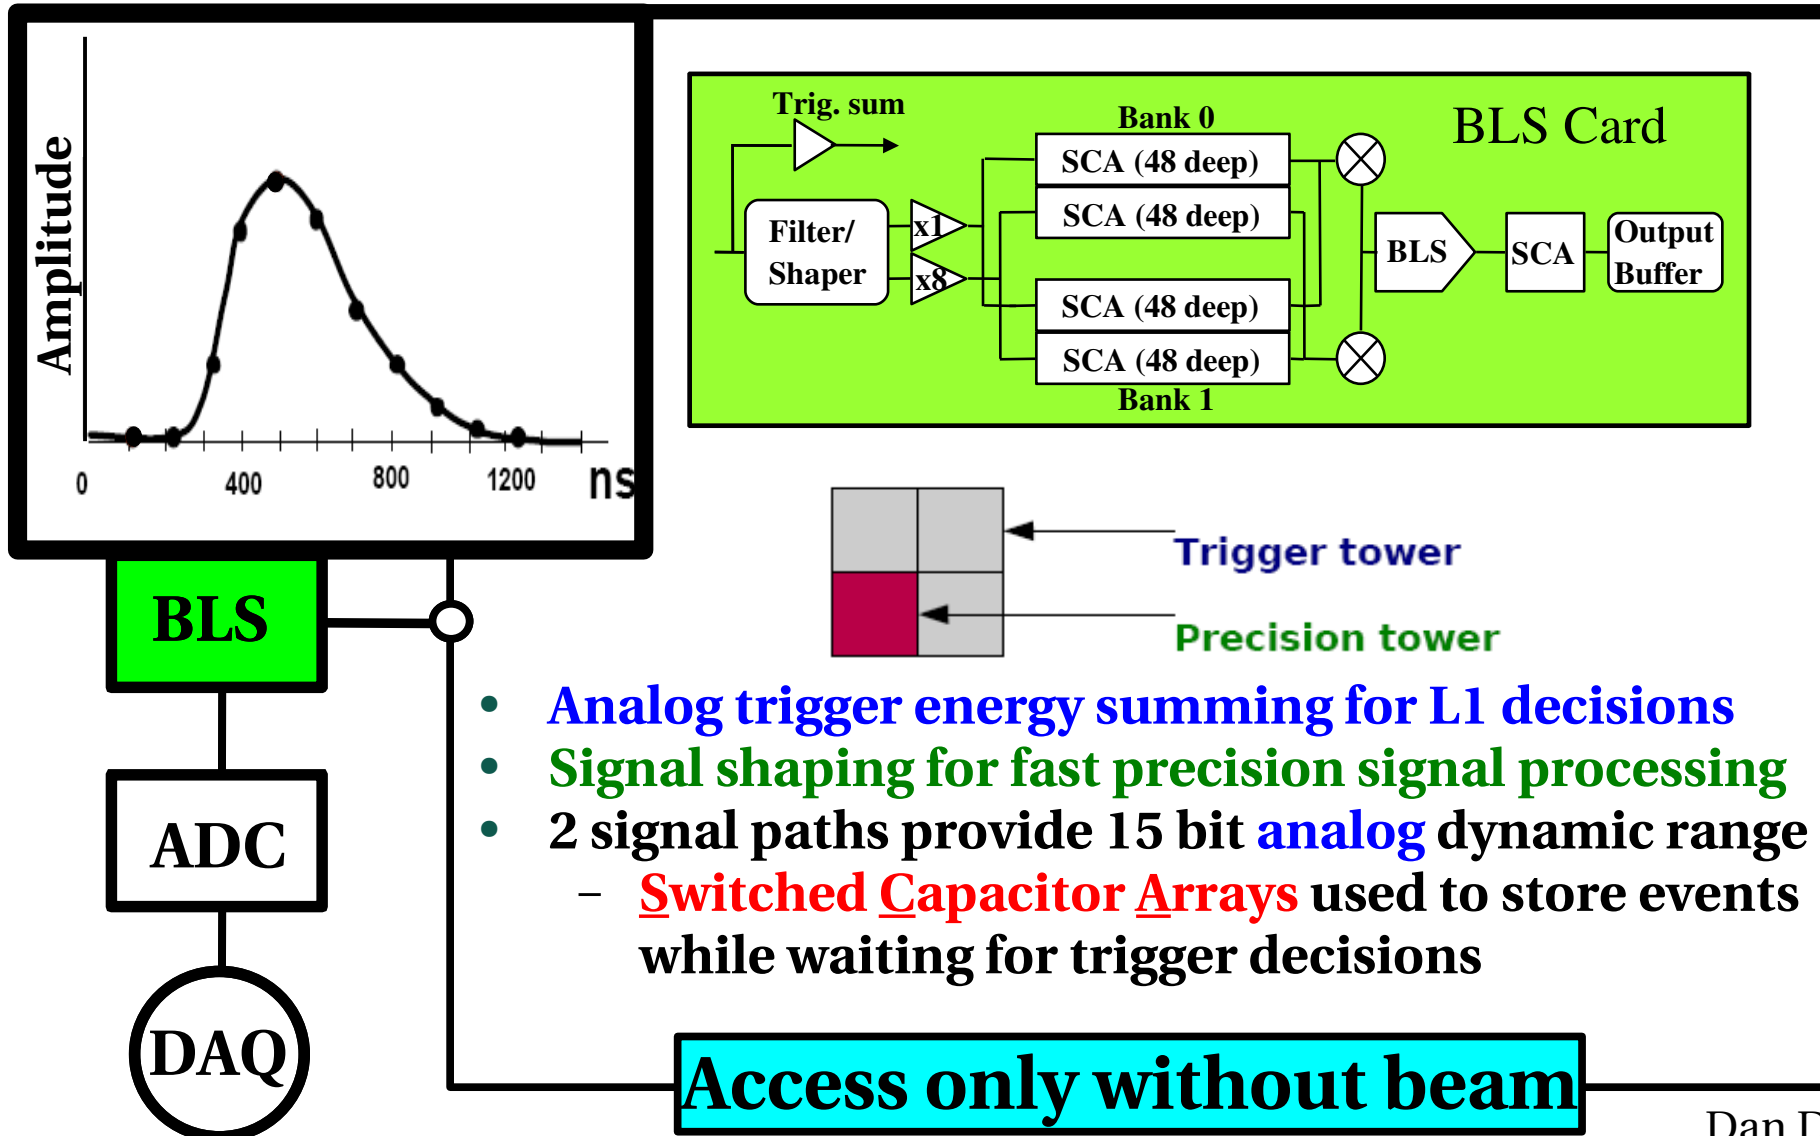 Amplitude
0 400 800 1200 ns
BLS Card
Trig. sum
Bank 0
SCA (48 deep)
SCA (48 deep)
Filter/
Shaper
x1
x8
SCA (48 deep)
SCA (48 deep)
Bank 1
BLS
SCA
Output
Buffer
Trigger tower
Precision tower
BLS
ADC
DAQ
• Analog trigger energy summing for L1 decisions
• Signal shaping for fast precision signal processing
• 2 signal paths provide 15 bit analog dynamic range
– Switched Capacitor Arrays used to store events
while waiting for trigger decisions
Access only without beam
Dan